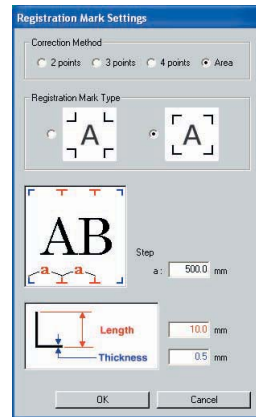 Registration Mark Settings
Correction Method
2 points 3 points 4 points Area
Registration Mark Type
A A
AB
a a
Step
a : 500.0 mm
Length 10.0 mm
Thickness 0.5 mm
OK Cancel